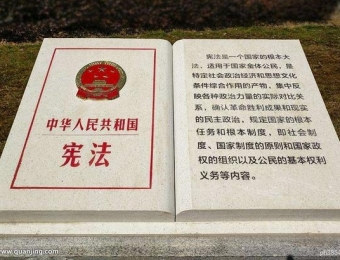 中华人民共和国
宪法
宪法是一个国家的根本大
法，适用于国家全体公民，是
特定社会政治经济和思想文化
条件综合作用的产物，集中反
映各种政治力量的实际对比关
系，确认革命胜利成果和现实
的民主政治，规定国家的根本
任务和根本制度，即社会制
度、国家制度的原则和国家政
权的组织以及公民的基本权利
义务等内容。
www.quanjing.com